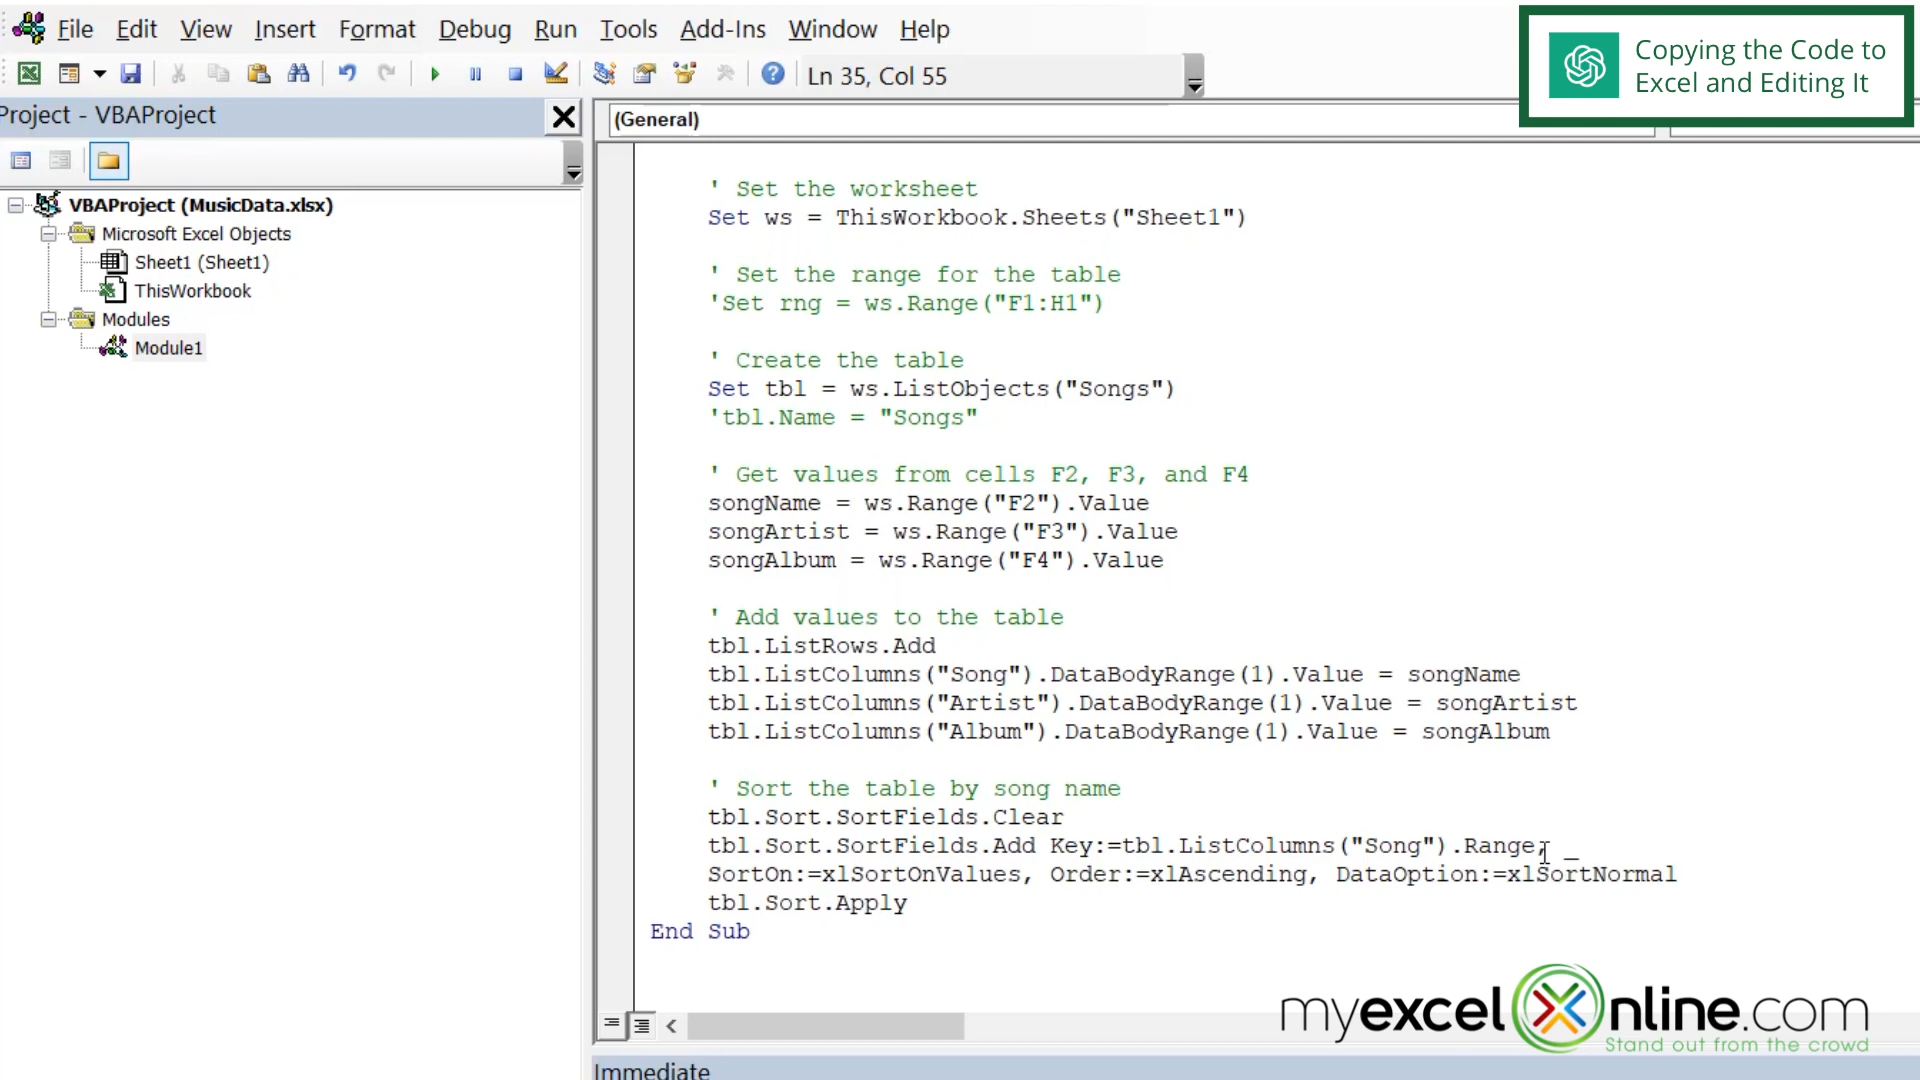 File Edit View Insert Format Debug Run Tools Add-Ins Window Help
Copying the Code to
Excel and Editing It
Ln 35, Col 55
Project - VBAProject
(General)
VBAProject (MusicData.xlsx)
Microsoft Excel Objects
Sheet1 (Sheet1)
ThisWorkbook
Modules
Module1
' Set the worksheet
Set ws = ThisWorkbook.Sheets("Sheet1")
' Set the range for the table
'Set rng = ws.Range("F1:H1")
' Create the table
Set tbl = ws.ListObjects("Songs")
'tbl.Name = "Songs"
' Get values from cells F2, F3, and F4
songName = ws.Range("F2").Value
songArtist = ws.Range("F3").Value
songAlbum = ws.Range("F4").Value
' Add values to the table
tbl.ListRows.Add
tbl.ListColumns("Song").DataBodyRange(1).Value = songName
tbl.ListColumns("Artist").DataBodyRange(1).Value = songArtist
tbl.ListColumns("Album").DataBodyRange(1).Value = songAlbum
' Sort the table by song name
tbl.Sort.SortFields.Clear
tbl.Sort.SortFields.Add Key:=tbl.ListColumns("Song").Range, _
SortOn:=xlSortOnValues, Order:=xlAscending, DataOption:=xlSortNormal
tbl.Sort.Apply
End Sub
myexcelOnline.com
Stand out from the crowd
Immediate